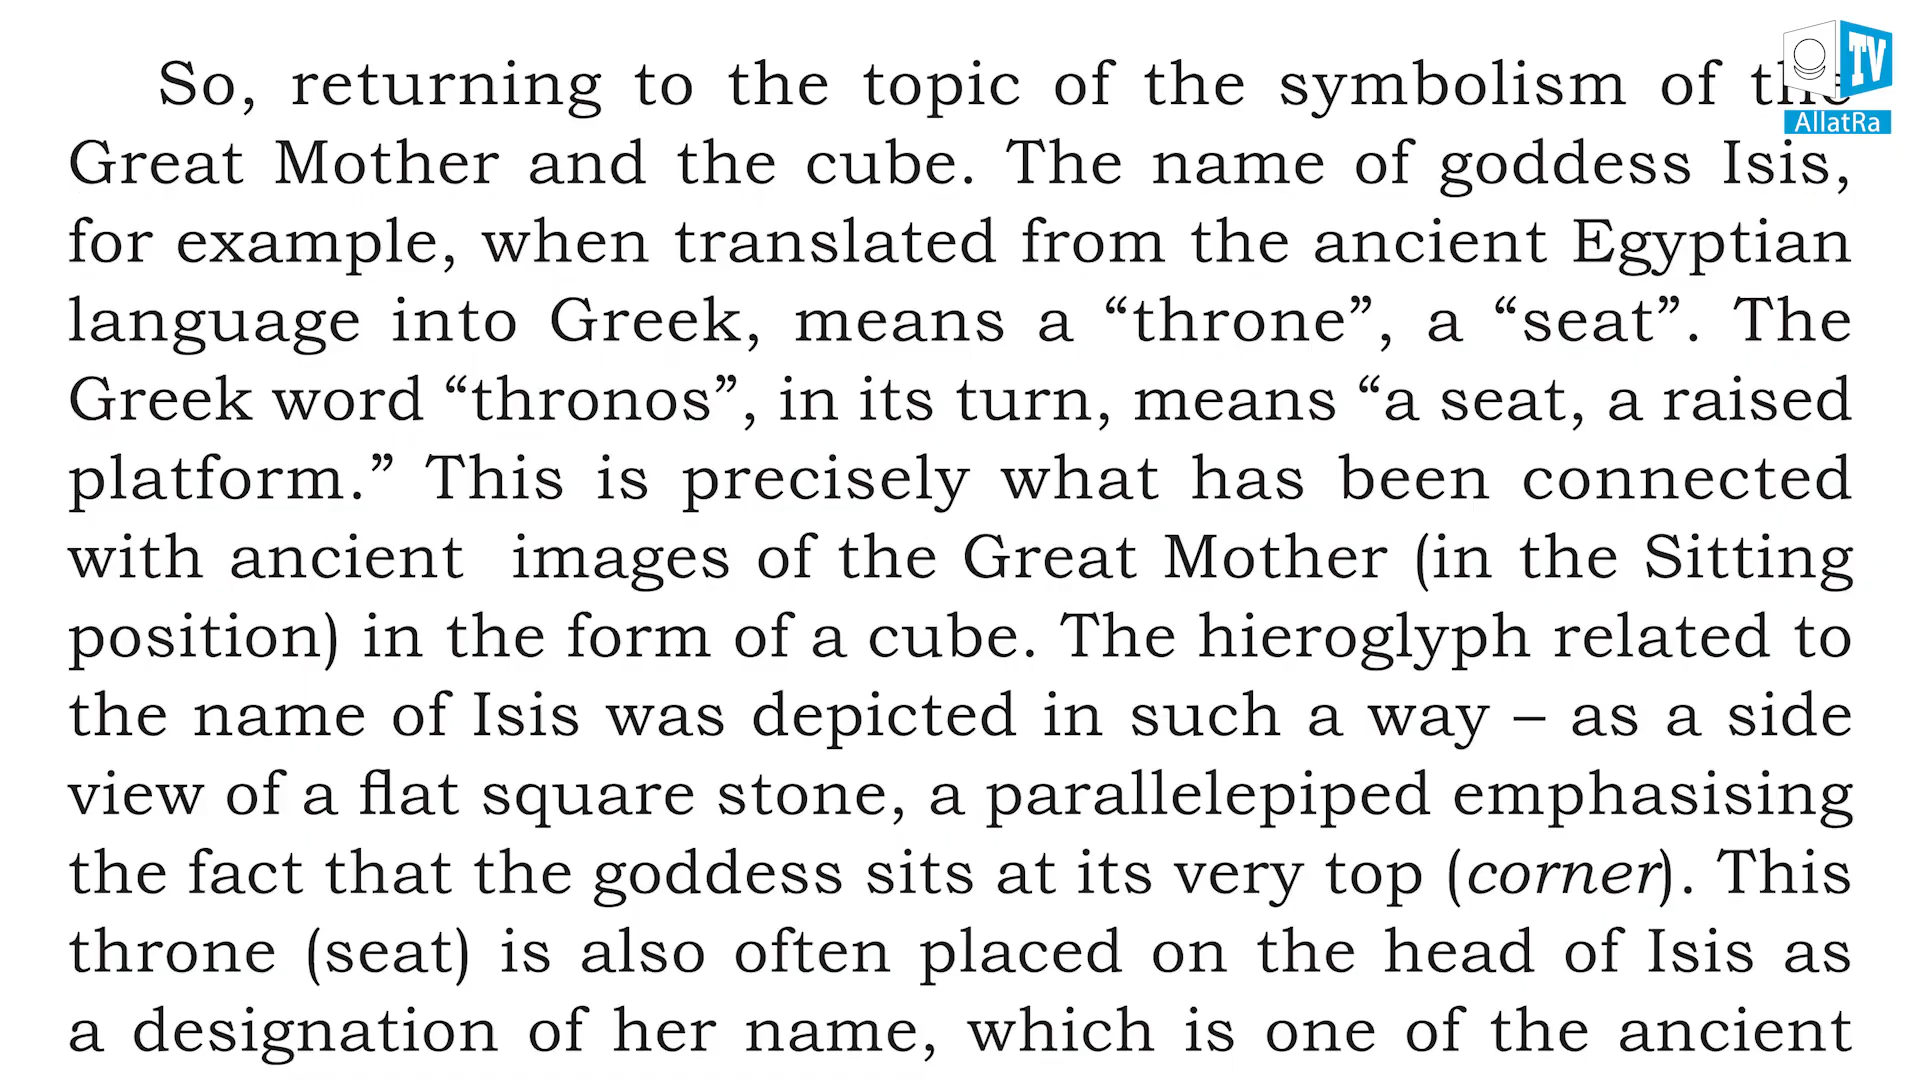 So, returning to the topic of the symbolism of the
Great Mother and the cube. The name of goddess Isis,
for example, when translated from the ancient Egyptian
language into Greek, means a “throne”, a “seat”. The
Greek word “thronos”, in its turn, means “a seat, a raised
platform.” This is precisely what has been connected
with ancient  images of the Great Mother (in the Sitting
position) in the form of a cube. The hieroglyph related to
the name of Isis was depicted in such a way – as a side
view of a flat square stone, a parallelepiped emphasising
the fact that the goddess sits at its very top (corner). This
throne (seat) is also often placed on the head of Isis as
a designation of her name, which is one of the ancient
TV
AllatRa